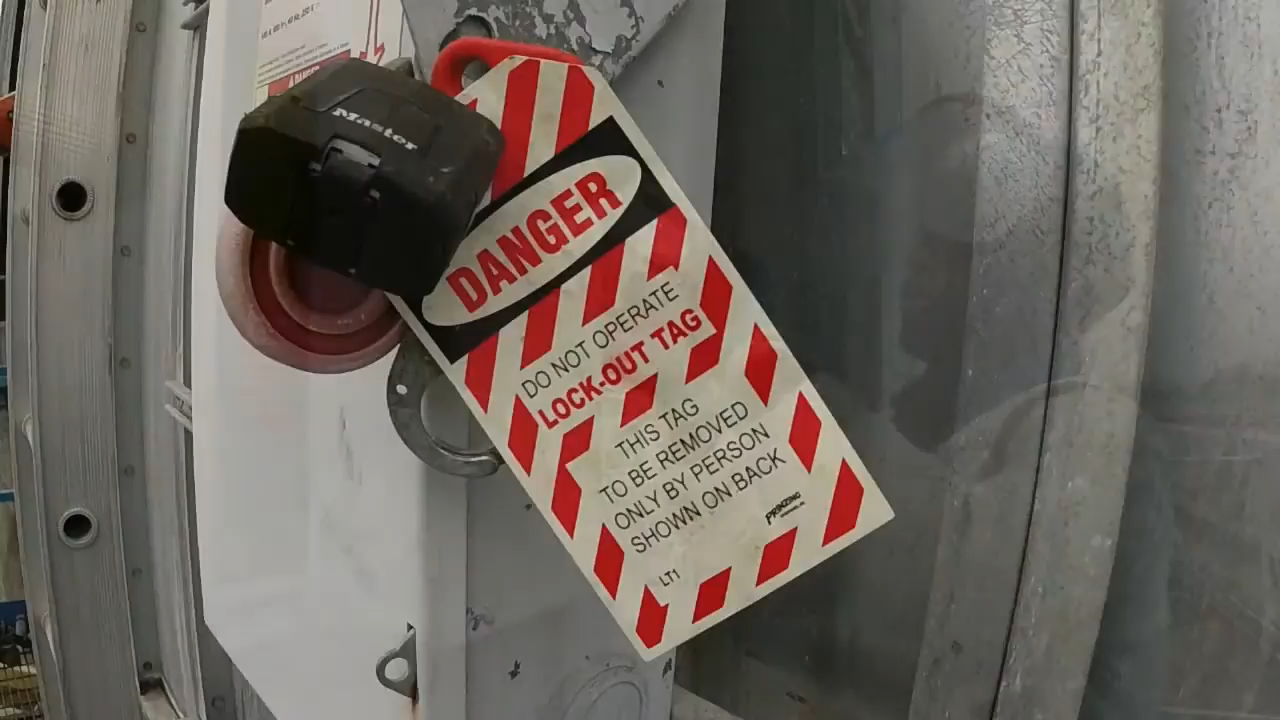 Master
DANGER
DO NOT OPERATE
LOCK-OUT TAG
THIS TAG
TO BE REMOVED
ONLY BY PERSON
SHOWN ON BACK
PRINZING
LT1